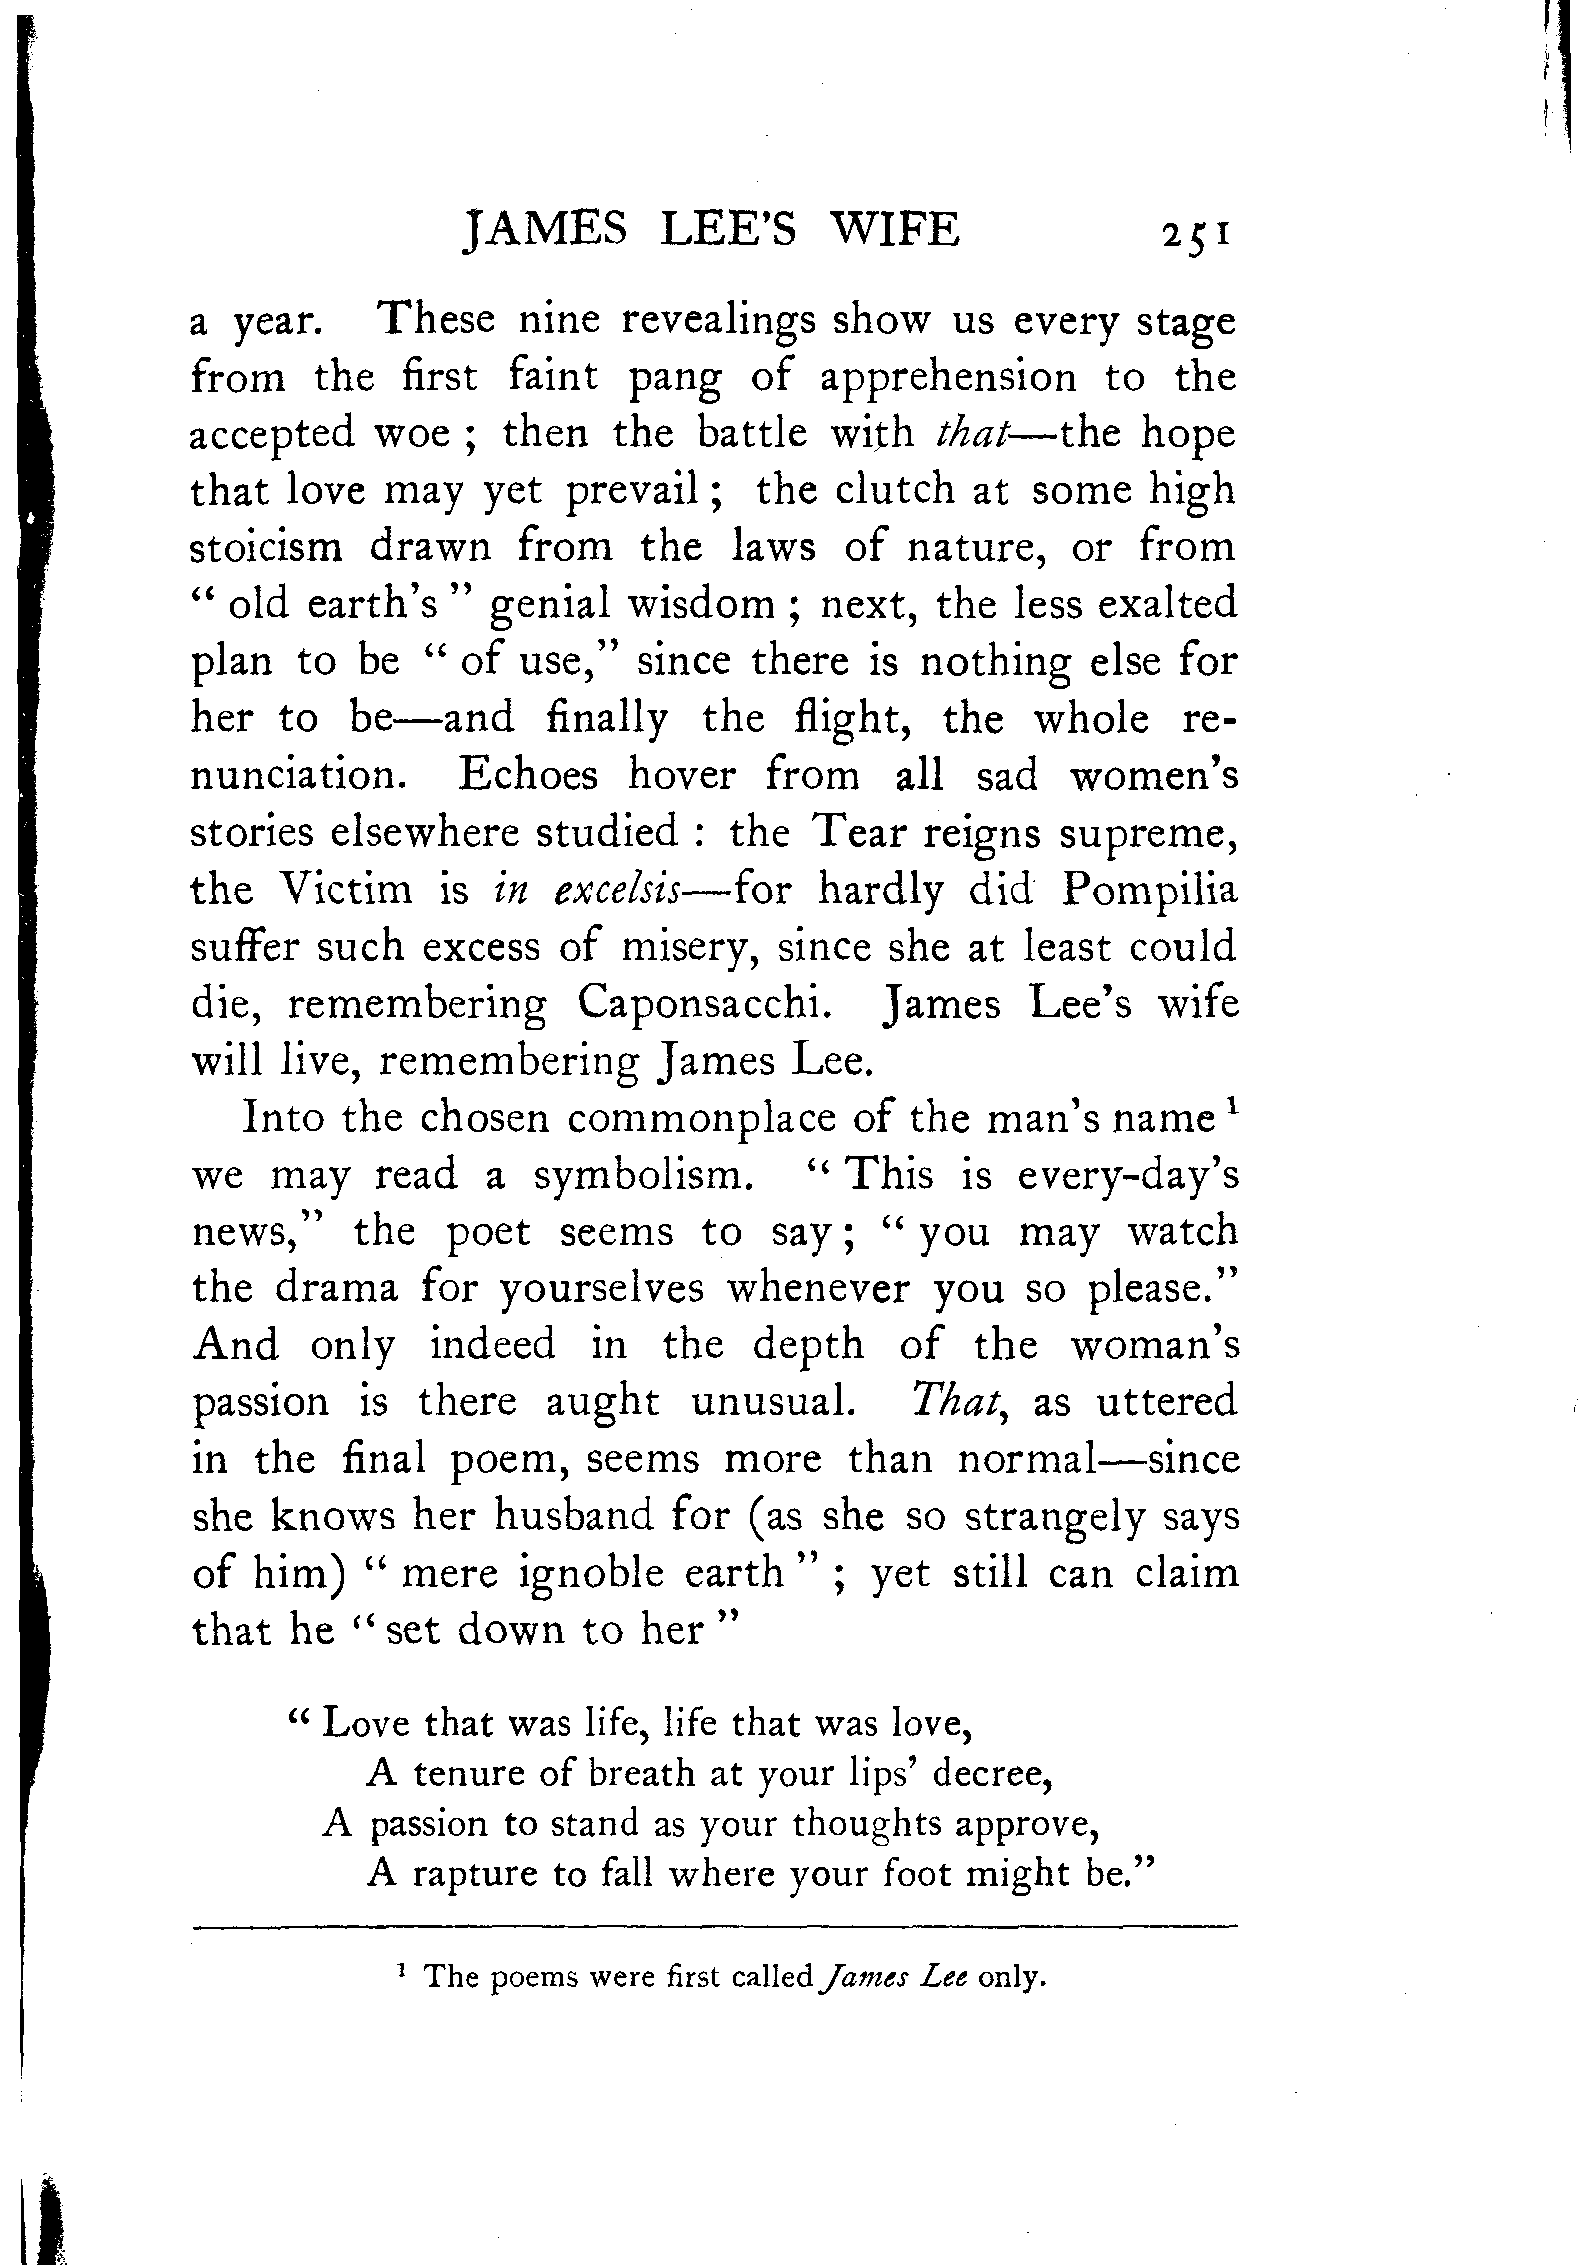 JAMES LEE'S WIFE 251
a year. These nine revealings show us every stage
from the first faint pang of apprehension to the
accepted woe ; then the battle with that—the hope
that love may yet prevail ; the clutch at some high
stoicism drawn from the laws of nature, or from
“ old earth's ” genial wisdom ; next, the less exalted
plan to be “ of use,” since there is nothing else for
her to be—and finally the flight, the whole re-
nunciation. Echoes hover from all sad women's
stories elsewhere studied : the Tear reigns supreme,
the Victim is in excelsis—for hardly did Pompilia
suffer such excess of misery, since she at least could
die, remembering Caponsacchi. James Lee's wife
will live, remembering James Lee.
Into the chosen commonplace of the man's name ¹
we may read a symbolism. “ This is every-day's
news,” the poet seems to say ; “ you may watch
the drama for yourselves whenever you so please.”
And only indeed in the depth of the woman's
passion is there aught unusual. That, as uttered
in the final poem, seems more than normal—since
she knows her husband for (as she so strangely says
of him) “ mere ignoble earth ” ; yet still can claim
that he “ set down to her ”
“ Love that was life, life that was love,
A tenure of breath at your lips' decree,
A passion to stand as your thoughts approve,
A rapture to fall where your foot might be.”
¹ The poems were first called James Lee only.